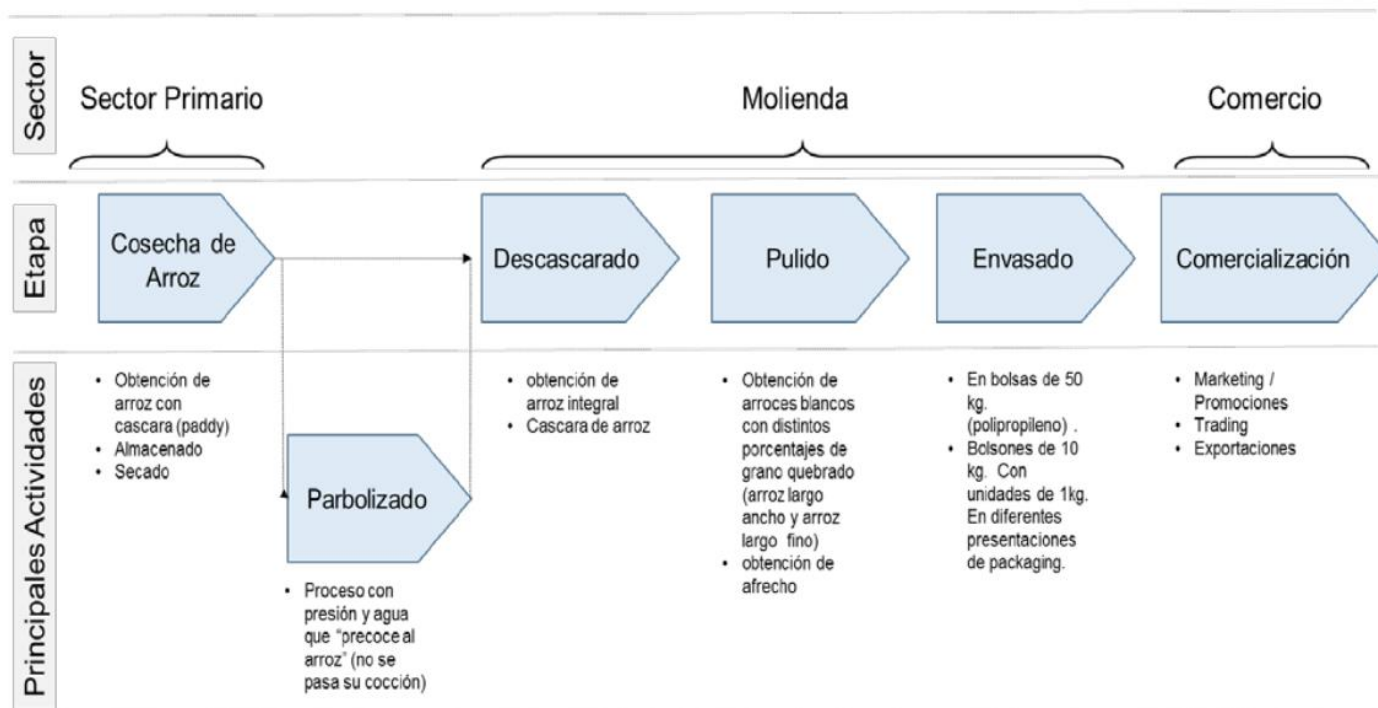 Sector
Sector Primario
Molienda
Comercio
Etapa
Cosecha de
Arroz
Descascarado
Pulido
Envasado
Comercialización
Principales Actividades
• Obtención de
arroz con
cascara (paddy)
• Almacenado
• Secado
Parbolizado
• Proceso con
presión y agua
que “precoce al
arroz” (no se
pasa su cocción)
• obtención de
arroz integral
• Cascara de arroz
• Obtención de
arroces blancos
con distintos
porcentajes de
grano quebrado
(arroz largo
ancho y arroz
largo fino)
• obtención de
afrecho
• En bolsas de 50
kg.
(polipropileno) .
• Bolsones de 10
kg. Con
unidades de 1kg.
En diferentes
presentaciones
de packaging.
• Marketing /
Promociones
• Trading
• Exportaciones